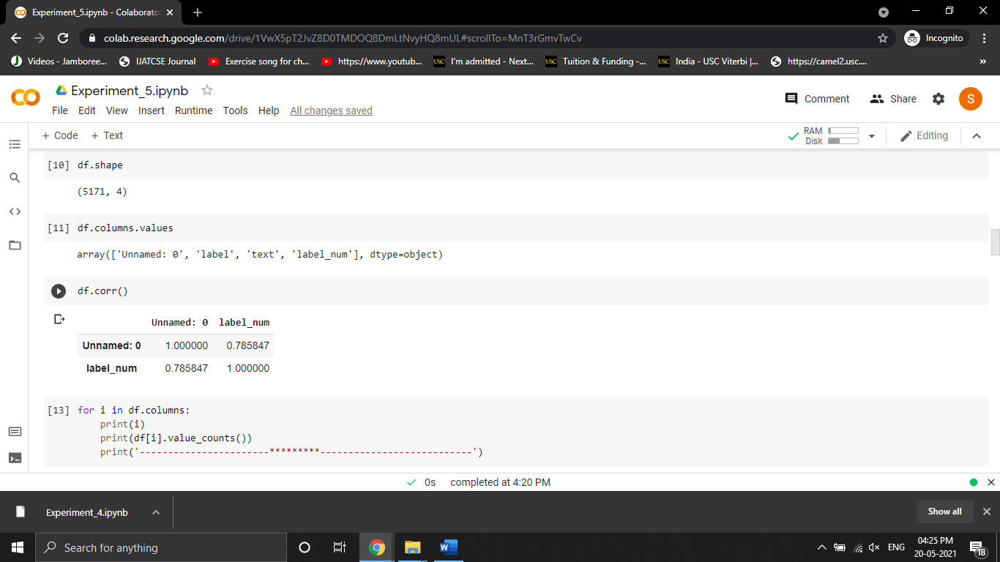 Experiment_5.ipynb - Colaborato
colab.research.google.com/drive/1VwX5pT2JvZ8D0TMDOQ8DmLtNvyHQ8mUL#scrollTo=MnT3rGmvTwCv
Incognito
Videos - Jamboree... IJATCSE Journal Exercise song for ch... https://www.youtub... USC I'm admitted - Next... USC Tuition & Funding -... USC India - USC Viterbi |... https://camel2.usc.... »
Experiment_5.ipynb
File Edit View Insert Runtime Tools Help All changes saved
Comment Share S
+ Code + Text
RAM
Disk
Editing
[10] df.shape
(5171, 4)
[11] df.columns.values
array(['Unnamed: 0', 'label', 'text', 'label_num'], dtype=object)
df.corr()
Unnamed: 0 label_num
Unnamed: 0 1.000000 0.785847
label_num 0.785847 1.000000
[13] for i in df.columns:
print(i)
print(df[i].value_counts())
print('-----------------------*********---------------------------')
0s completed at 4:20 PM
Experiment_4.ipynb
Show all
Search for anything
W
ENG
04:25 PM
20-05-2021
18